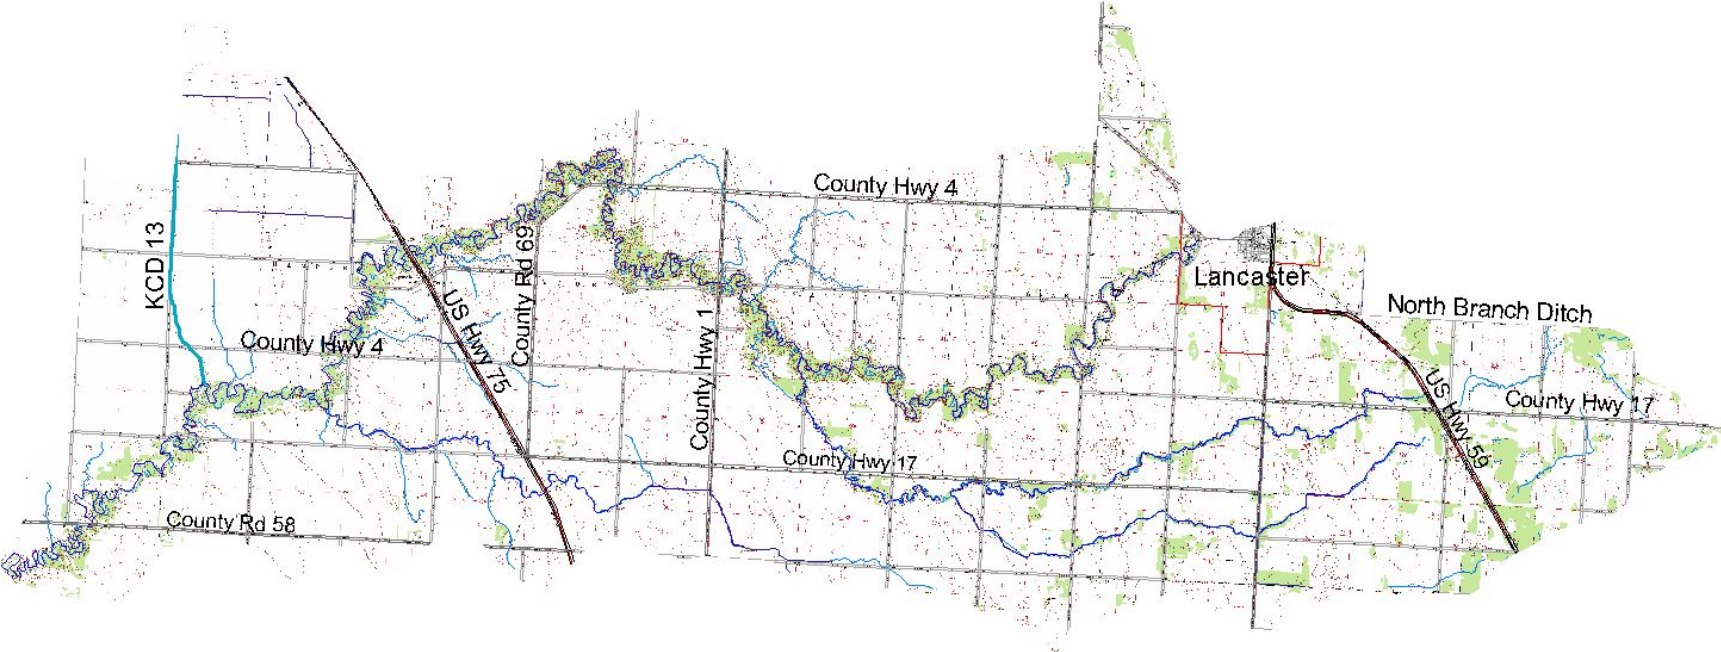 County Hwy 4
KCD 13
County Rd 69
Lancaster
North Branch Ditch
US Hwy 75
County Hwy 1
County Hwy 4
US Hwy 59
County Hwy 17
County Hwy 17
County Rd 58